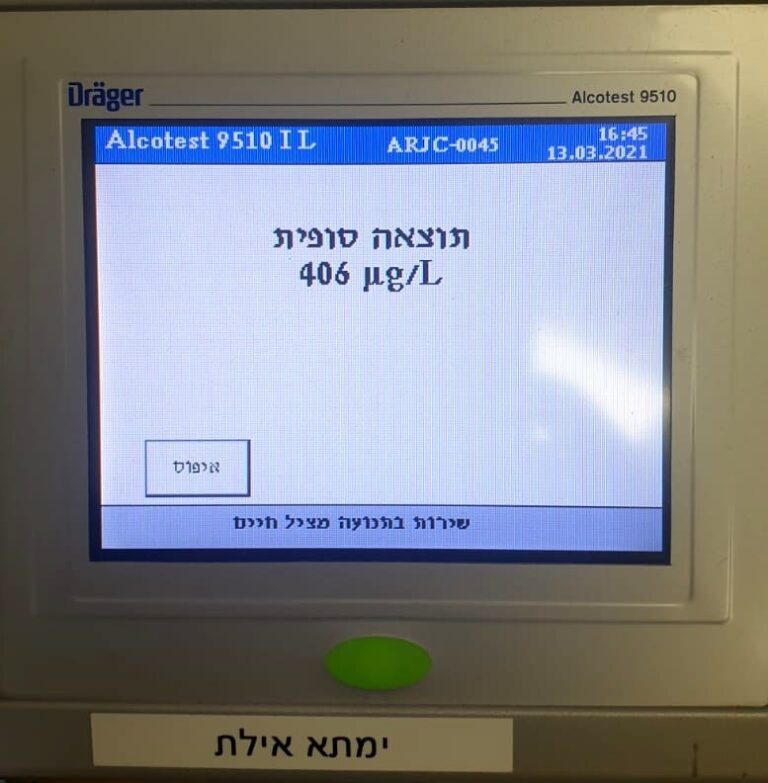 Dräger
Alcotest 9510
Alcotest 9510 IL ARJC-0045 16:45
13.03.2021
תוצאה סופית
406 µg/L
איפוס
שירות בתנועה מציל חיים
ימתא אילת